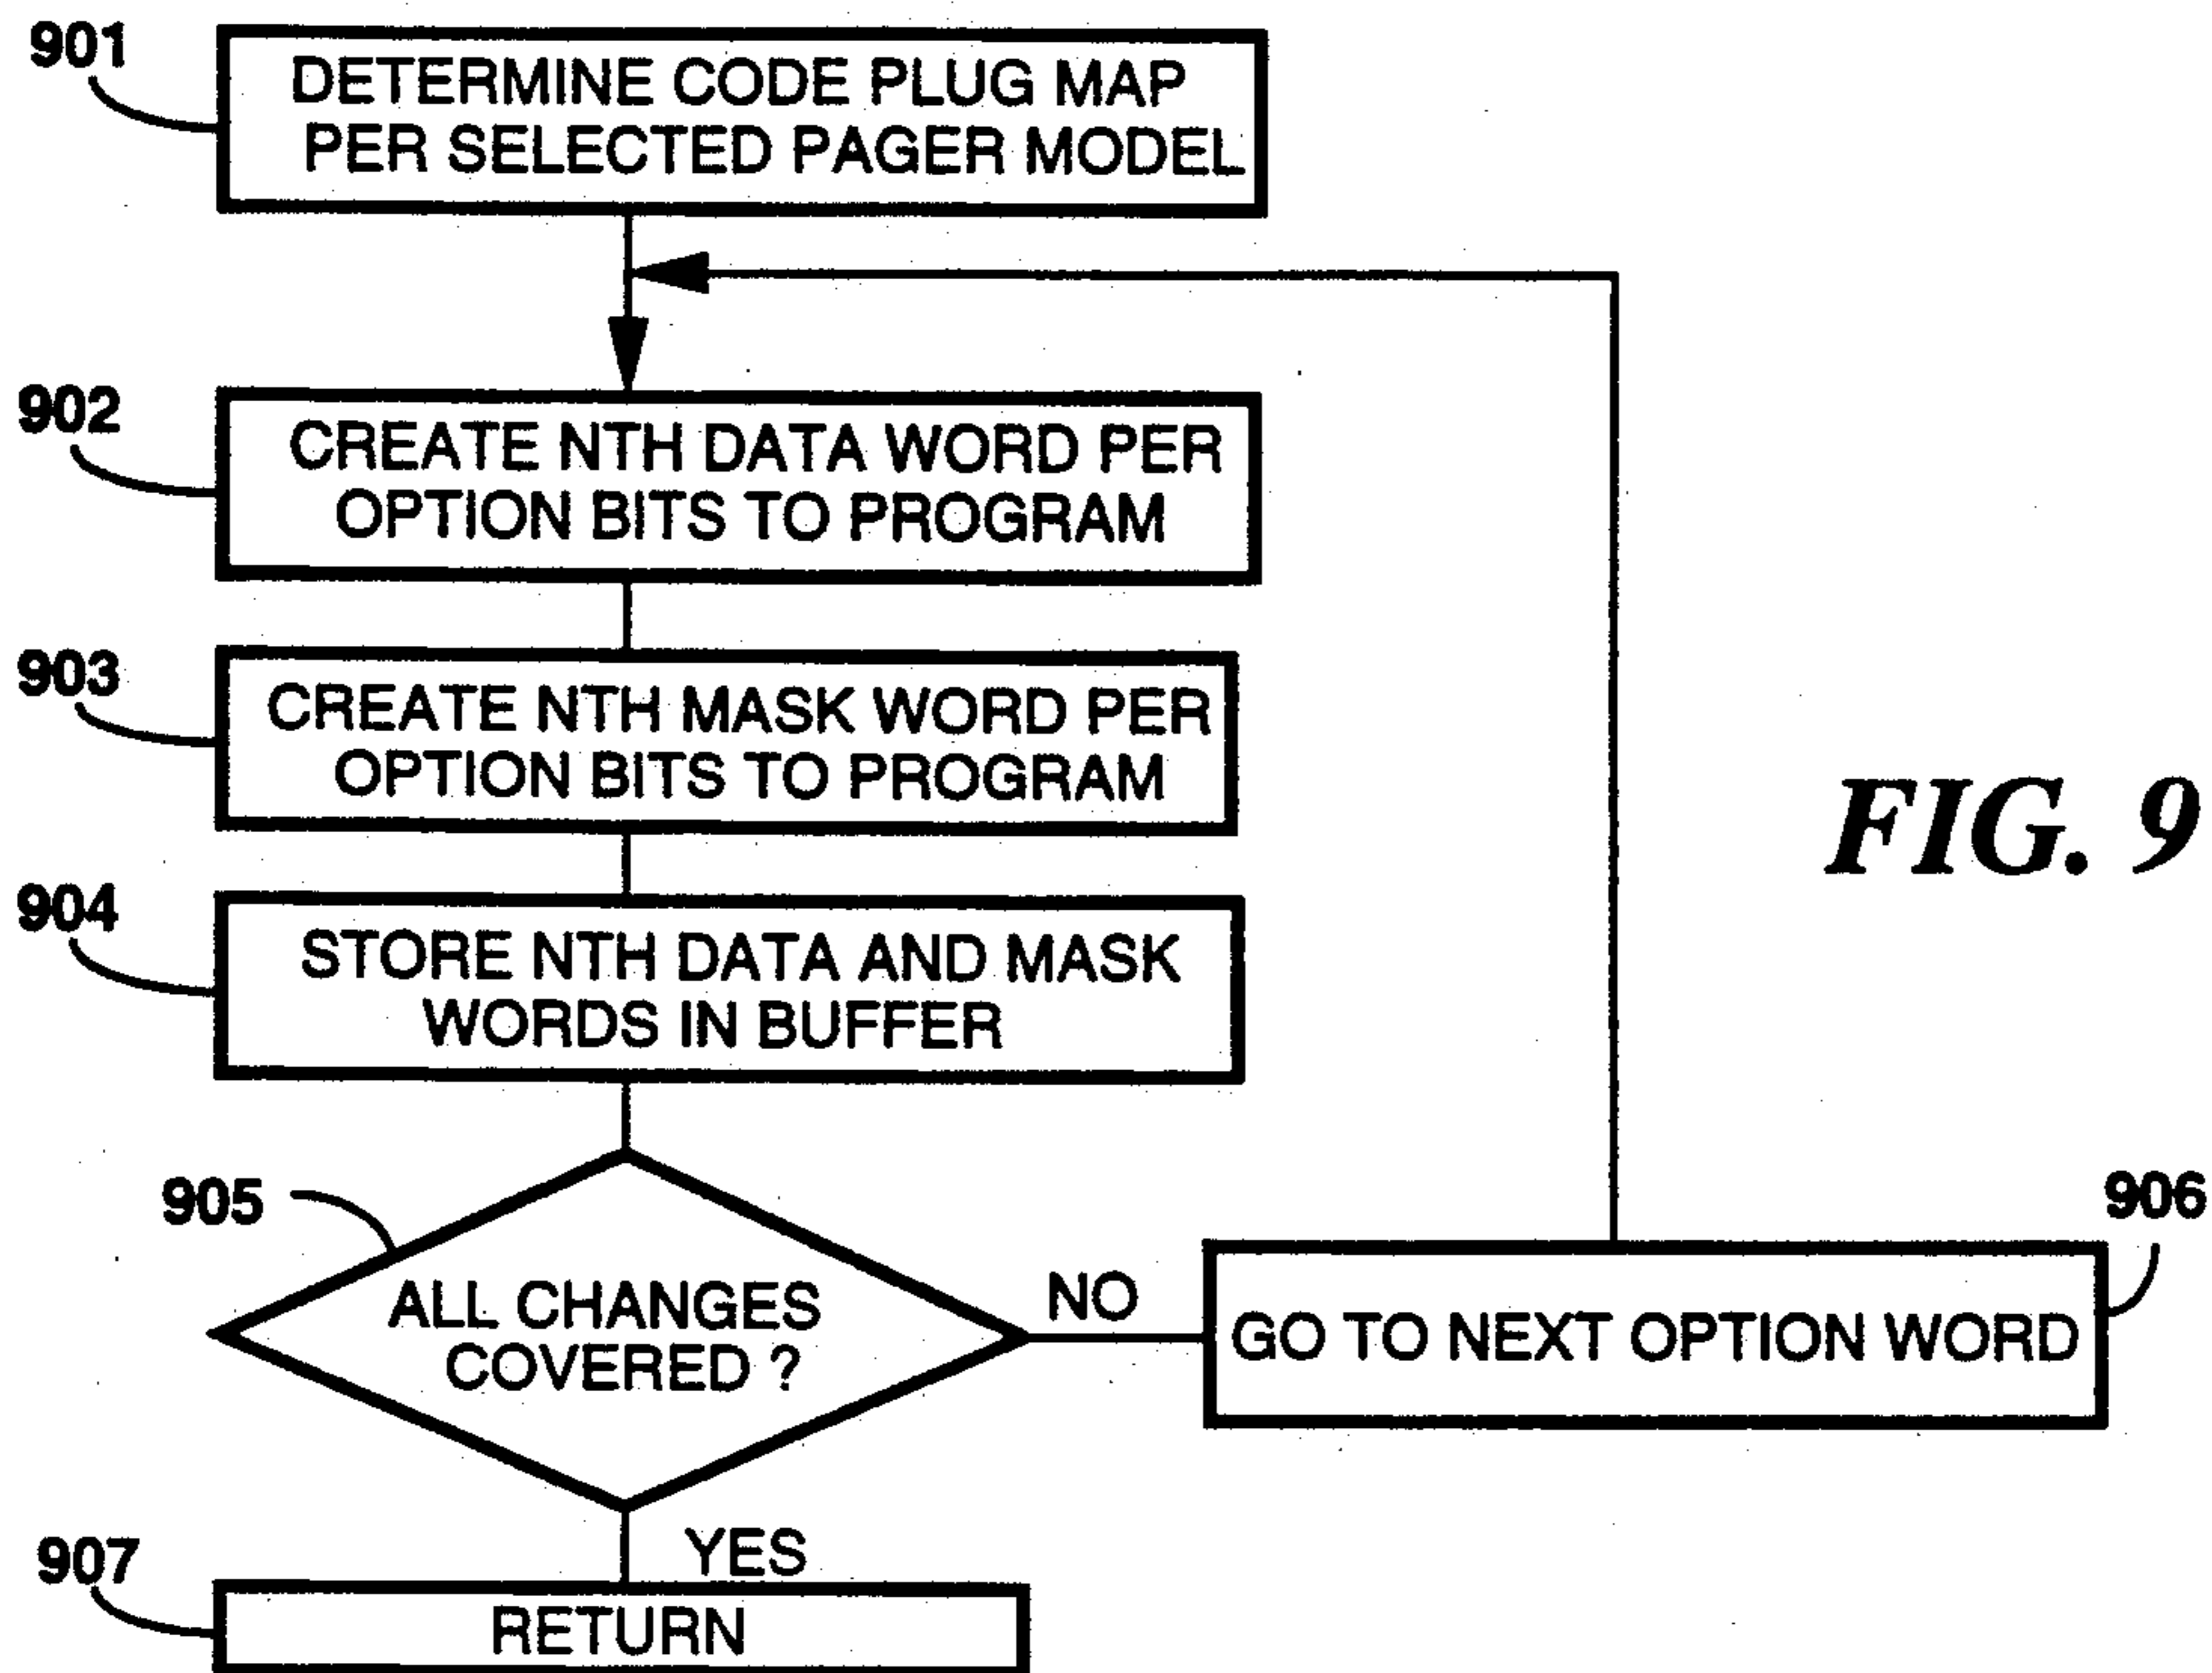 901
DETERMINE CODE PLUG MAP
PER SELECTED PAGER MODEL
902
CREATE NTH DATA WORD PER
OPTION BITS TO PROGRAM
903
CREATE NTH MASK WORD PER
OPTION BITS TO PROGRAM
FIG. 9
904
STORE NTH DATA AND MASK
WORDS IN BUFFER
905
ALL CHANGES
COVERED ?
NO
906
GO TO NEXT OPTION WORD
YES
907
RETURN